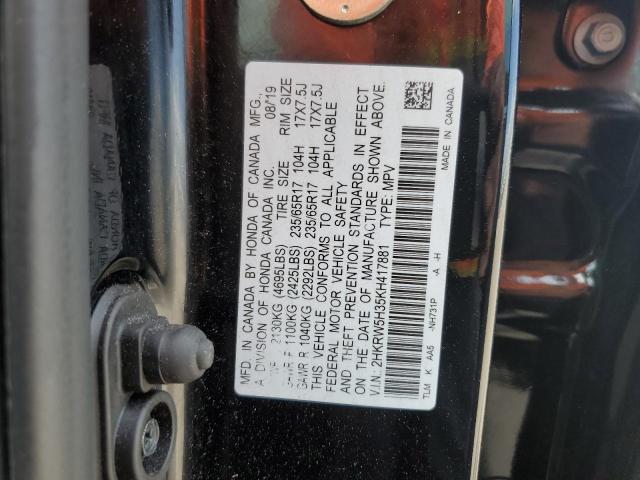 MFD. IN CANADA BY HONDA OF CANADA MFG.,
A DIVISION OF HONDA CANADA INC. 08/19
2130KG (4695LBS) TIRE SIZE RIM SIZE
GAWR F 1100KG (2425LBS) 235/65R17 104H 17X7.5J
GAWR R 1040KG (2292LBS) 235/65R17 104H 17X7.5J
THIS VEHICLE CONFORMS TO ALL APPLICABLE
FEDERAL MOTOR VEHICLE SAFETY
AND THEFT PREVENTION STANDARDS IN EFFECT
ON THE DATE OF MANUFACTURE SHOWN ABOVE.
V.I.N: 2HKRW5H35KH417881 TYPE: MPV
TLM K AA5 -NH731P -A -H MADE IN CANADA